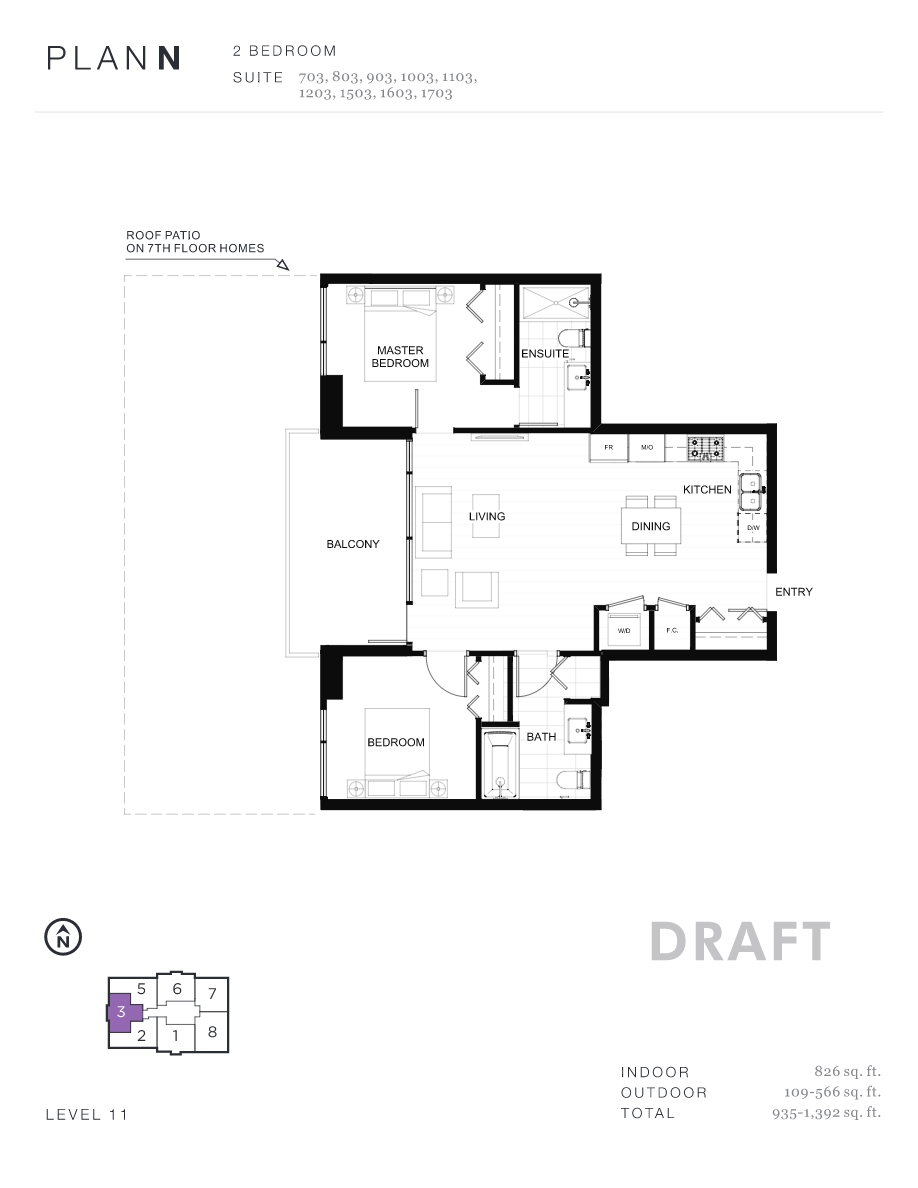 PLAN N
2 BEDROOM
SUITE 703, 803, 903, 1003, 1103,
1203, 1503, 1603, 1703
ROOF PATIO
ON 7TH FLOOR HOMES
MASTER
BEDROOM
ENSUITE
FR
M/O
KITCHEN
LIVING
DINING
D/W
BALCONY
ENTRY
W/D
F.C.
BEDROOM
BATH
N
DRAFT
5
6
7
3
2
1
8
INDOOR 826 sq. ft.
OUTDOOR 109-566 sq. ft.
TOTAL 935-1,392 sq. ft.
LEVEL 11